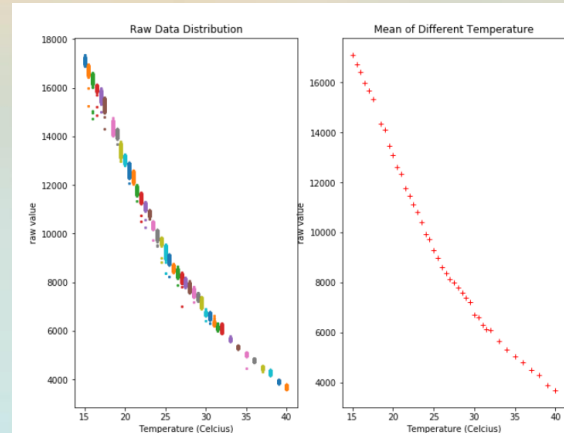 Raw Data Distribution
18000
16000
14000
12000
10000
8000
6000
4000
raw value
15 20 25 30 35 40
Temperature (Celcius)
Mean of Different Temperature
16000
14000
12000
10000
8000
6000
4000
raw value
15 20 25 30 35 40
Temperature (Celcius)